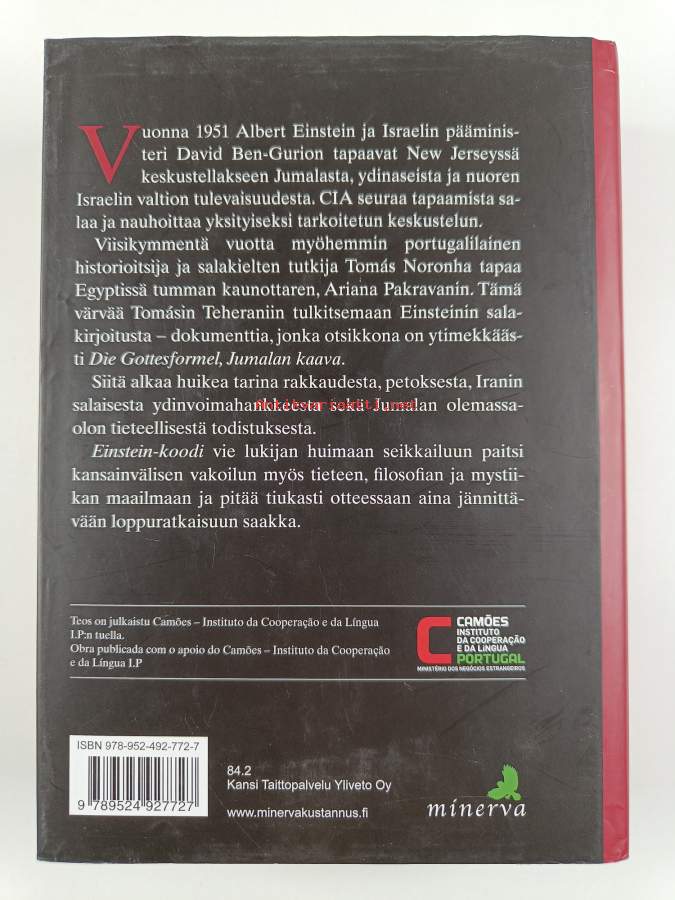 Vuonna 1951 Albert Einstein ja Israelin pääminis-
teri David Ben-Gurion tapaavat New Jerseyssä
keskustellakseen Jumalasta, ydinaseista ja nuoren
Israelin valtion tulevaisuudesta. CIA seuraa tapaamista sa-
laa ja nauhoittaa yksityiseksi tarkoitetun keskustelun.
Viisikymmentä vuotta myöhemmin portugalilainen
historioitsija ja salakielten tutkija Tomás Noronha tapaa
Egyptissä tumman kaunottaren, Ariana Pakravanin. Tämä
värvää Tomásin Teheraniin tulkitsemaan Einsteinin sala-
kirjoitusta – dokumenttia, jonka otsikkona on ytimekkääs-
ti Die Gottesformel, Jumalan kaava.
Siitä alkaa huikea tarina rakkaudesta, petoksesta, Iranin
salaisesta ydinvoimahankkeesta sekä Jumalan olemassa-
olon tieteellisestä todistuksesta.
Einstein-koodi vie lukijan huimaan seikkailuun paitsi
kansainvälisen vakoilun myös tieteen, filosofian ja mystii-
kan maailmaan ja pitää tiukasti otteessaan aina jännittä-
vään loppuratkaisuun saakka.
Teos on julkaistu Camões – Instituto da Cooperação e da Língua
I.P:n tuella.
Obra publicada com o apoio do Camões – Instituto da Cooperação
e da Língua I.P
CAMÕES
INSTITUTO
DA COOPERAÇÃO
E DA LÍNGUA
PORTUGAL
MINISTÉRIO DOS NEGÓCIOS ESTRANGEIROS
ISBN 978-952-492-772-7
9 789524 927727
84.2
Kansi Taittopalvelu Yliveto Oy
www.minervakustannus.fi
minerva